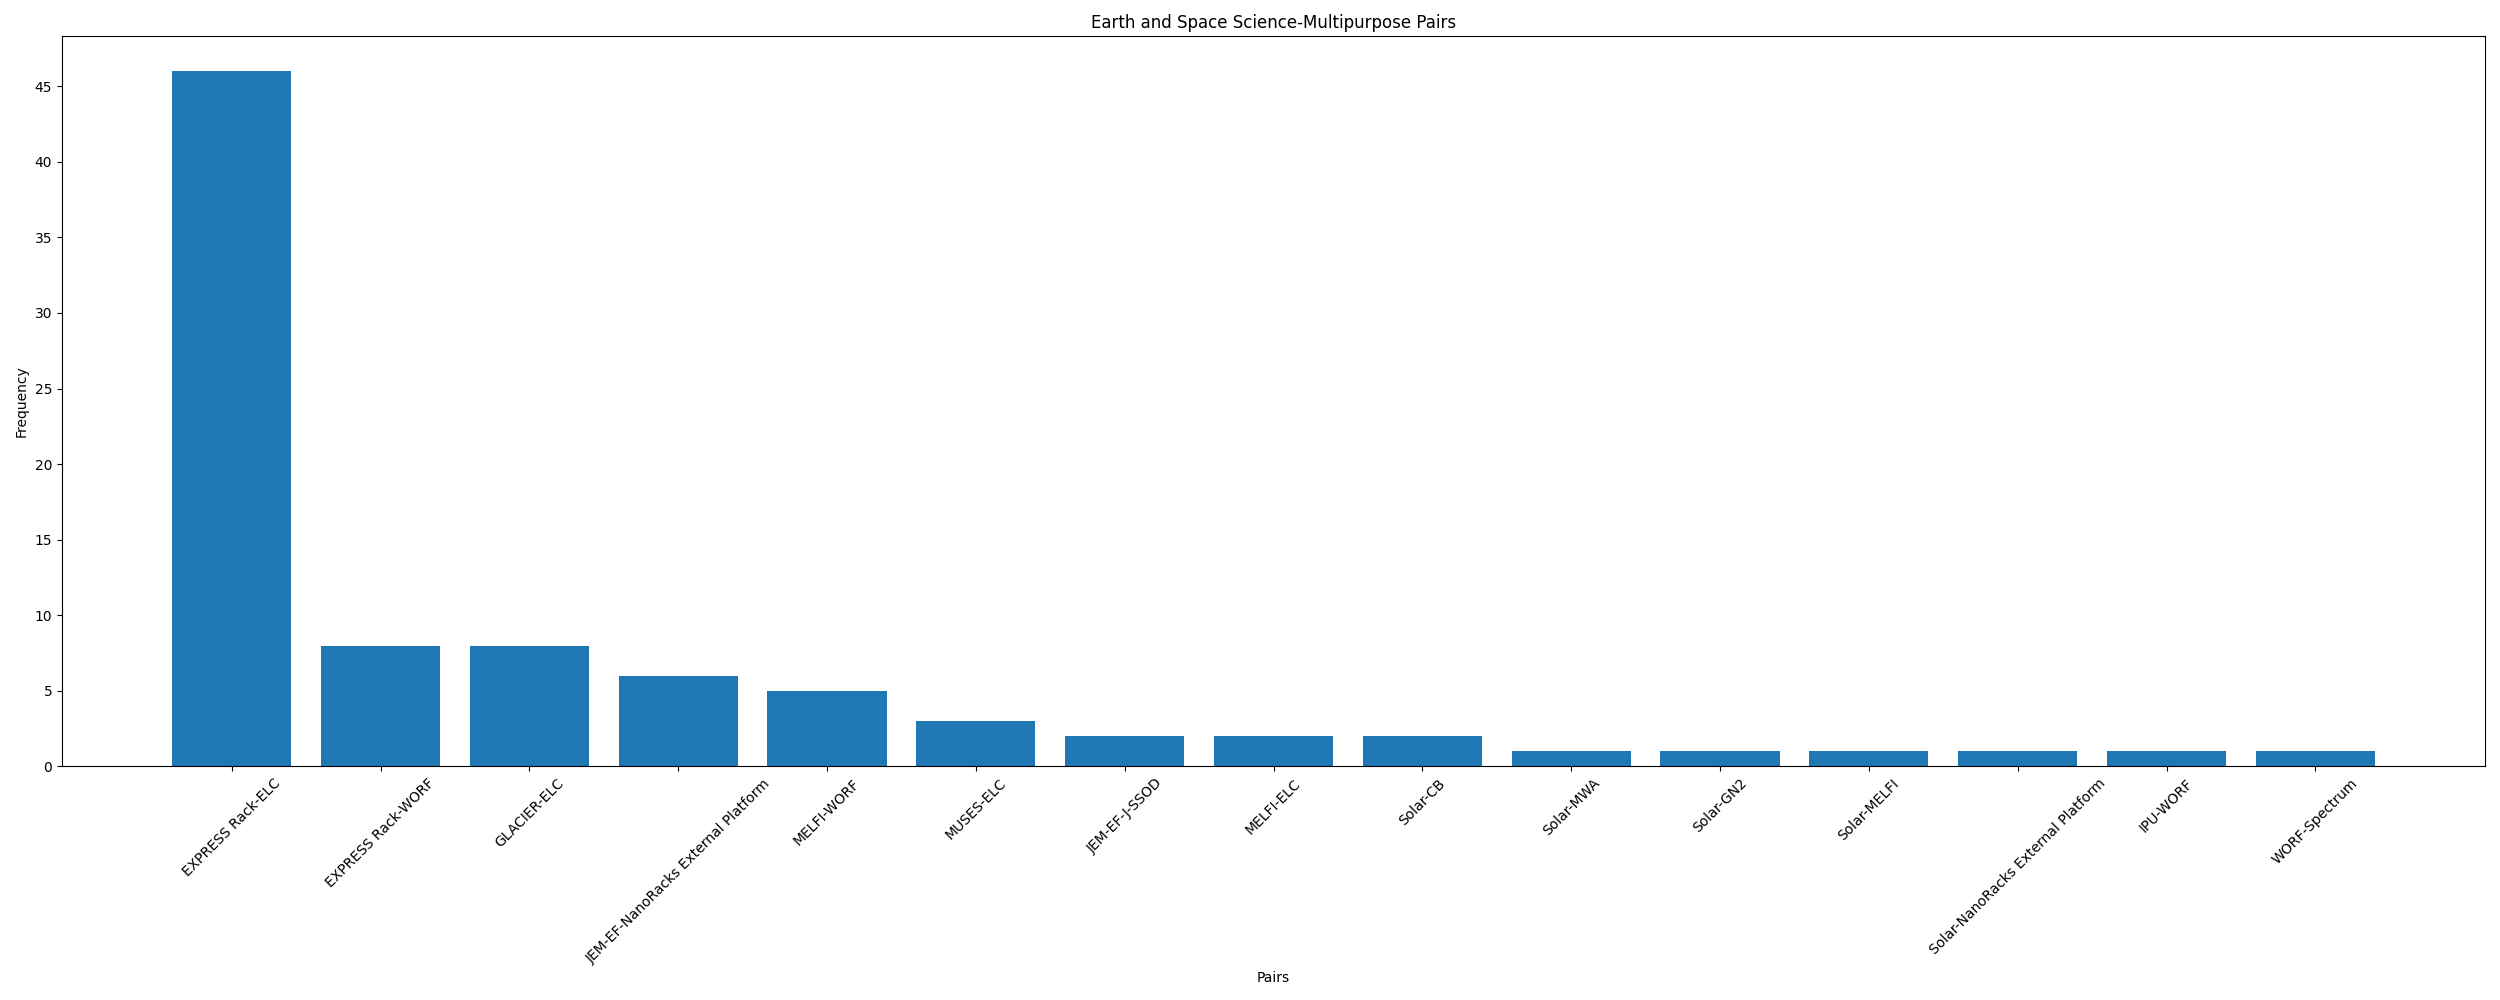 Earth and Space Science-Multipurpose Pairs
Frequency
45
40
35
30
25
20
15
10
5
0
EXPRESS Rack-ELC
EXPRESS Rack-WORF
GLACIER-ELC
JEM-EF-NanoRacks External Platform
MELFI-WORF
MUSES-ELC
JEM-EF-J-SSOD
MELFI-ELC
Solar-CB
Solar-MWA
Solar-GN2
Solar-MELFI
Solar-NanoRacks External Platform
IPU-WORF
WORF-Spectrum
Pairs